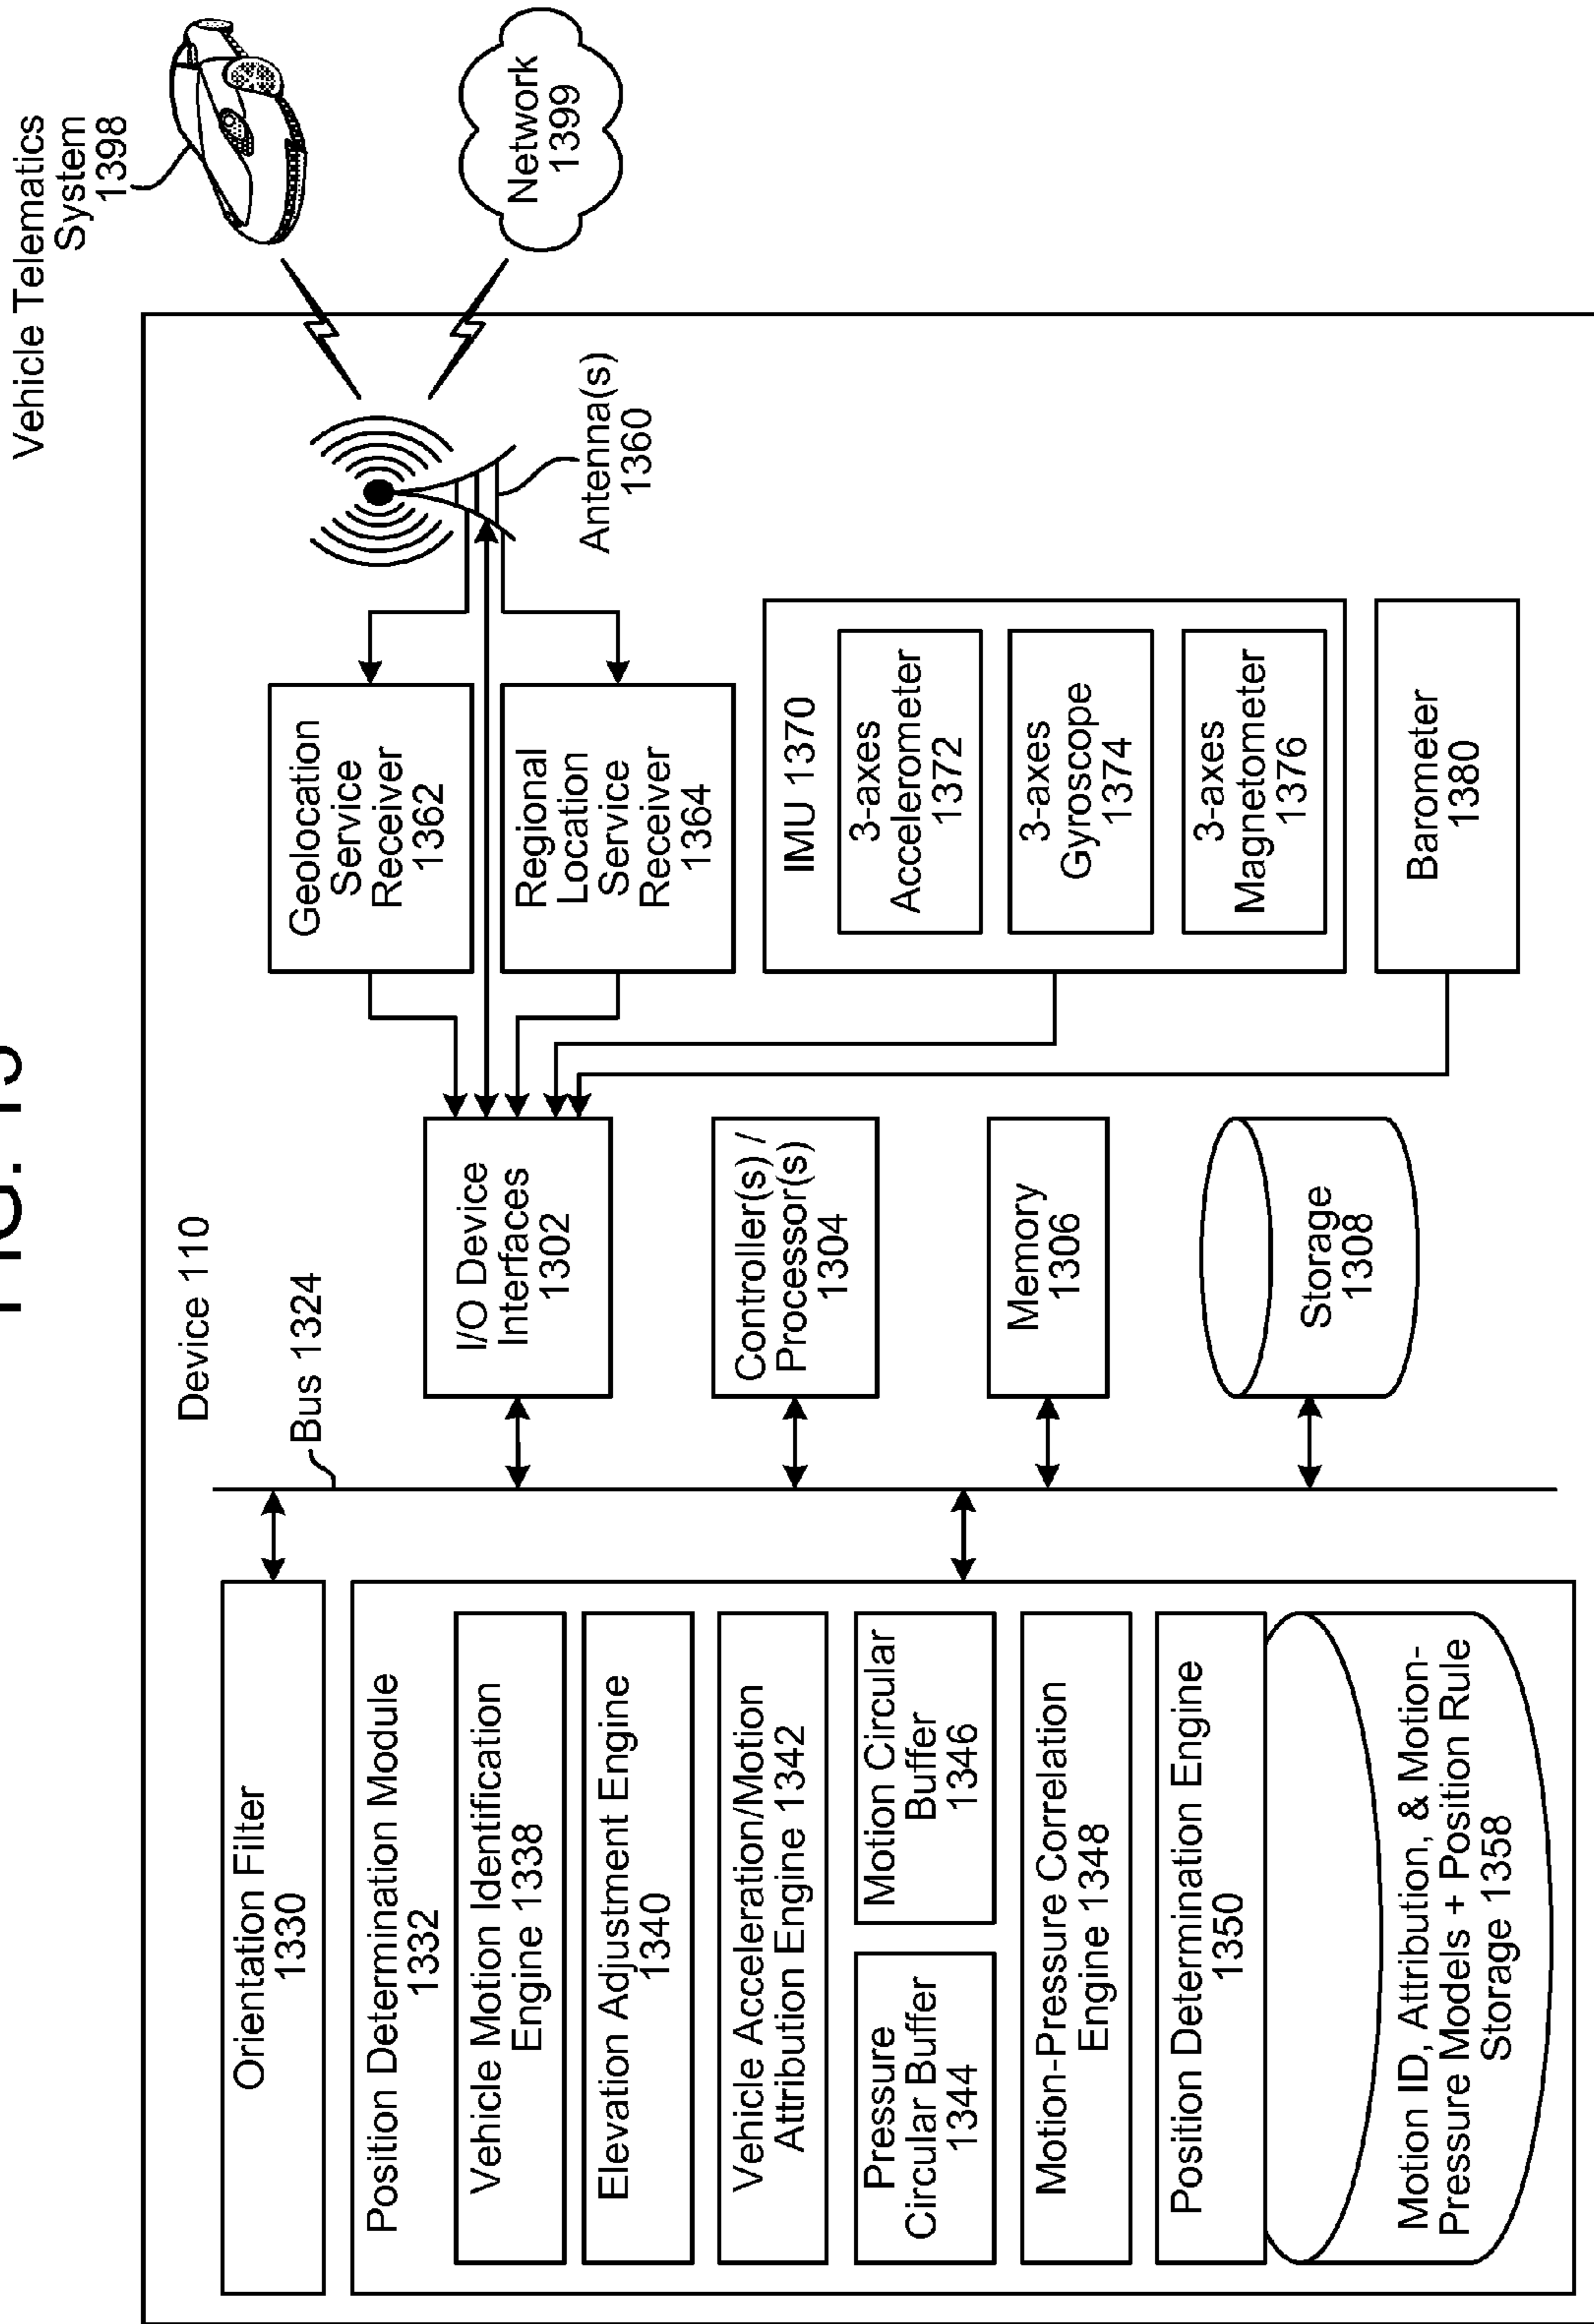 Vehicle Telematics
System
1398
Network
1399
Device 110
Bus 1324
Antenna(s)
1360
Orientation Filter
1330
Position Determination Module
1332
Vehicle Motion Identification
Engine 1338
Elevation Adjustment Engine
1340
Vehicle Acceleration/Motion
Attribution Engine 1342
Pressure
Circular Buffer
1344
Motion Circular
Buffer
1346
Motion-Pressure Correlation
Engine 1348
Position Determination Engine
1350
Motion ID, Attribution, & Motion-
Pressure Models + Position Rule
Storage 1358
I/O Device
Interfaces
1302
Controller(s) /
Processor(s)
1304
Memory
1306
Storage
1308
Geolocation
Service
Receiver
1362
Regional
Location
Service
Receiver
1364
IMU 1370
3-axes
Accelerometer
1372
3-axes
Gyroscope
1374
3-axes
Magnetometer
1376
Barometer
1380